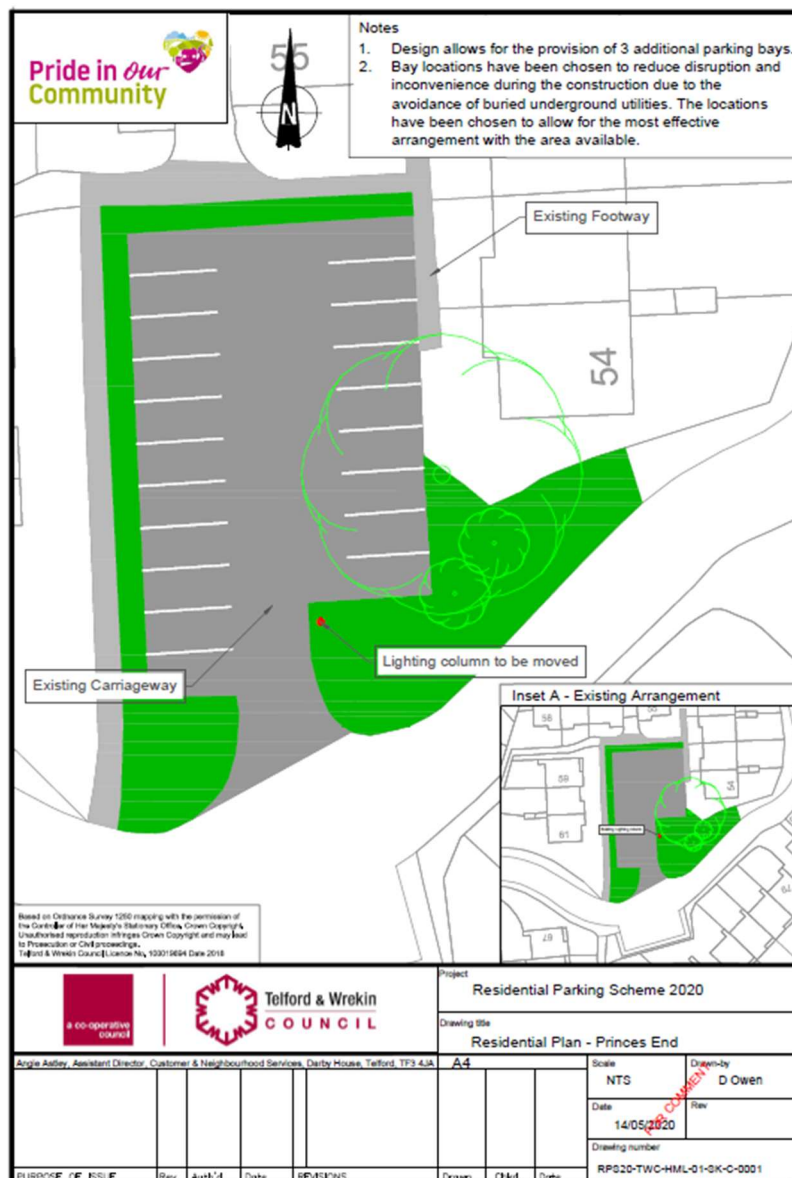 Pride in our
Community
55
N
Notes
1. Design allows for the provision of 3 additional parking bays.
2. Bay locations have been chosen to reduce disruption and
inconvenience during the construction due to the
avoidance of buried underground utilities. The locations
have been chosen to allow for the most effective
arrangement with the area available.
Existing Footway
54
Lighting column to be moved
Existing Carriageway
Inset A - Existing Arrangement
58
55
59
54
61
67
Based on Ordnance Survey 1250 mapping with the permission of
the Controller of Her Majesty's Stationary Office, Crown Copyright.
Unauthorised reproduction infringes Crown Copyright and may lead
to Prosecution or Civil proceedings.
Telford & Wrekin Council Licence No. 100019694 Date 2018
a co-operative
council
Telford & Wrekin
COUNCIL
Project
Residential Parking Scheme 2020
Drawing title
Residential Plan - Princes End
Angie Astley, Assistant Director, Customer & Neighbourhood Services, Darby House, Telford, TF3 4JA
A4
Scale
NTS
Drawn-by
D Owen
FOR COMMENT
Date
14/05/2020
Rev
Drawing number
RPS20-TWC-HML-01-SK-C-0001
PURPOSE OF ISSUE Rev Auth'd Date REVISIONS Drawn Chkd Date